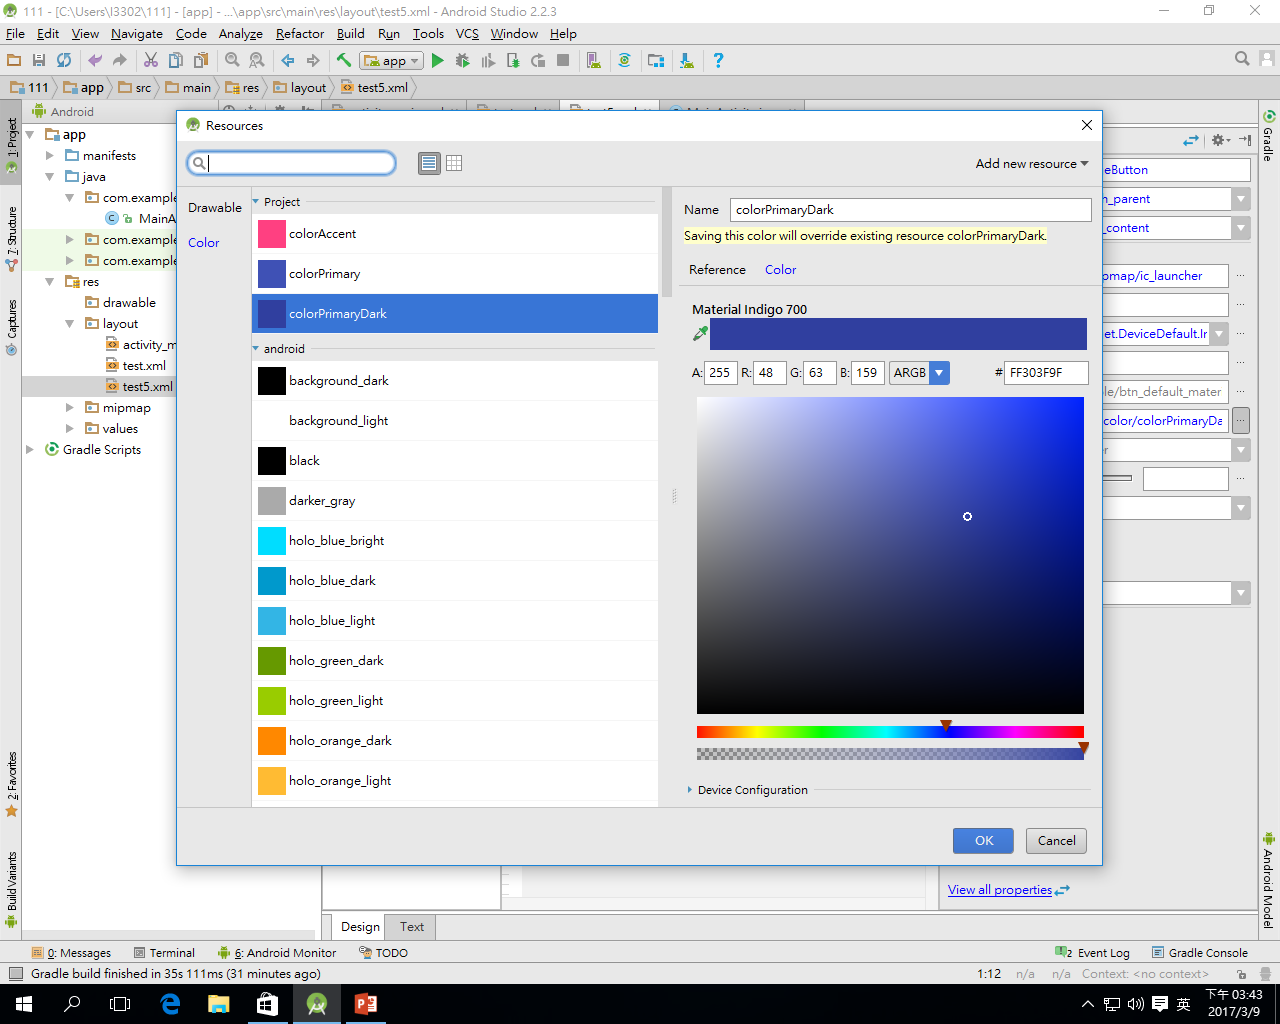 111 - [C:\Users\I3302\111] - [app] - ...\app\src\main\res\layout\test5.xml - Android Studio 2.2.3
File Edit View Navigate Code Analyze Refactor Build Run Tools VCS Window Help
app
111 app src main res layout test5.xml
Android
1: Project
7: Structure
Captures
2: Favorites
Build Variants
app
manifests
java
com.example
MainA
com.example
com.example
res
drawable
layout
activity_m
test.xml
test5.xml
mipmap
values
Gradle Scripts
Resources
Add new resource
Drawable
Color
Project
colorAccent
colorPrimary
colorPrimaryDark
android
background_dark
background_light
black
darker_gray
holo_blue_bright
holo_blue_dark
holo_blue_light
holo_green_dark
holo_green_light
holo_orange_dark
holo_orange_light
Name colorPrimaryDark
Saving this color will override existing resource colorPrimaryDark.
Reference Color
Material Indigo 700
A: 255 R: 48 G: 63 B: 159 ARGB # FF303F9F
Device Configuration
OK Cancel
eButton
_parent
_content
pmap/ic_launcher
et.DeviceDefault.Ir
le/btn_default_mater
color/colorPrimaryDa
View all properties
Gradle
Android Model
Design Text
0: Messages Terminal 6: Android Monitor TODO 2 Event Log Gradle Console
Gradle build finished in 35s 111ms (31 minutes ago) 1:12 n/a n/a Context: <no context>
英 下午 03:43
2017/3/9